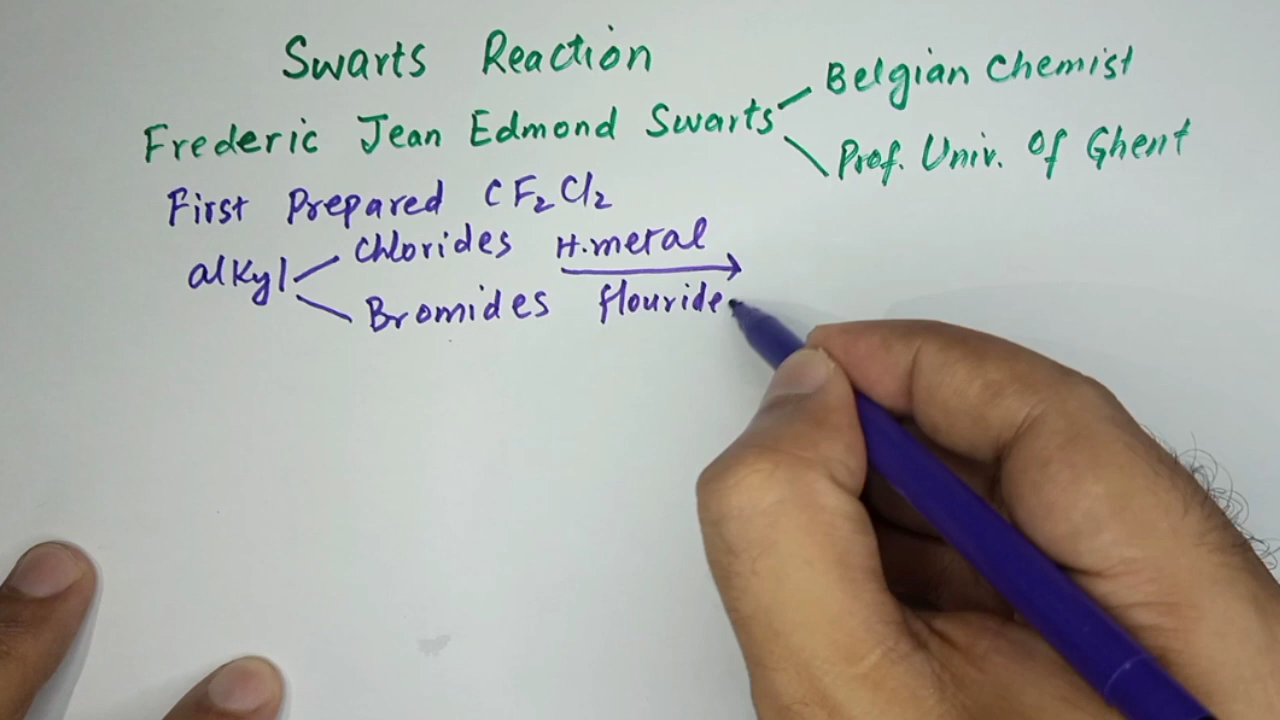 Swarts Reaction
Frederic Jean Edmond Swarts
Belgian Chemist
Prof. Univ. Of Ghent
First Prepared CF₂Cl₂
alkyl
Chlorides
Bromides
H.metal
flouride